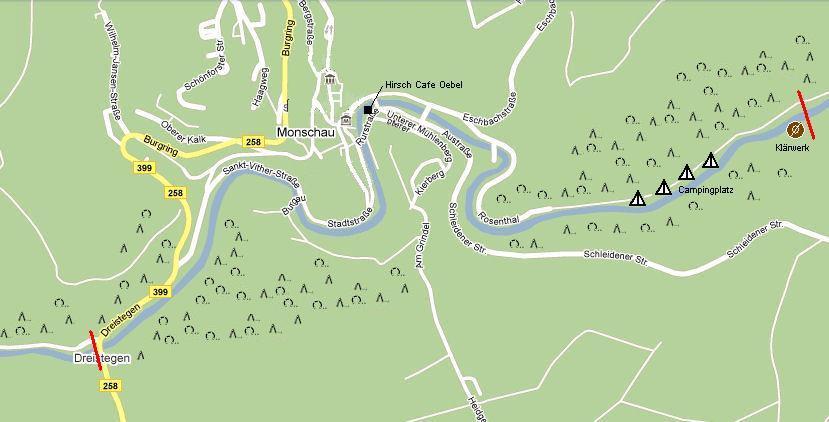 Wilhelm-Jansen-Straße
Schönforster Str.
Haagweg
Burgring
Bergstraße
Eschbachstraße
Hirsch Cafe Oebel
Oberer Kalk
Burgring
258
Monschau
Rurstraße
Unterer Mühlenberg
Austraße
Eschbachstraße
Klärwerk
399
258
Sankt-Vither-Straße
Burgau
Stadtstraße
Kierberg
Campingplatz
Rosenthal
Schleidener Str.
Am Grindel
Schleidener Str.
Schleidener Str.
399
Dreistegen
Dreistegen
258